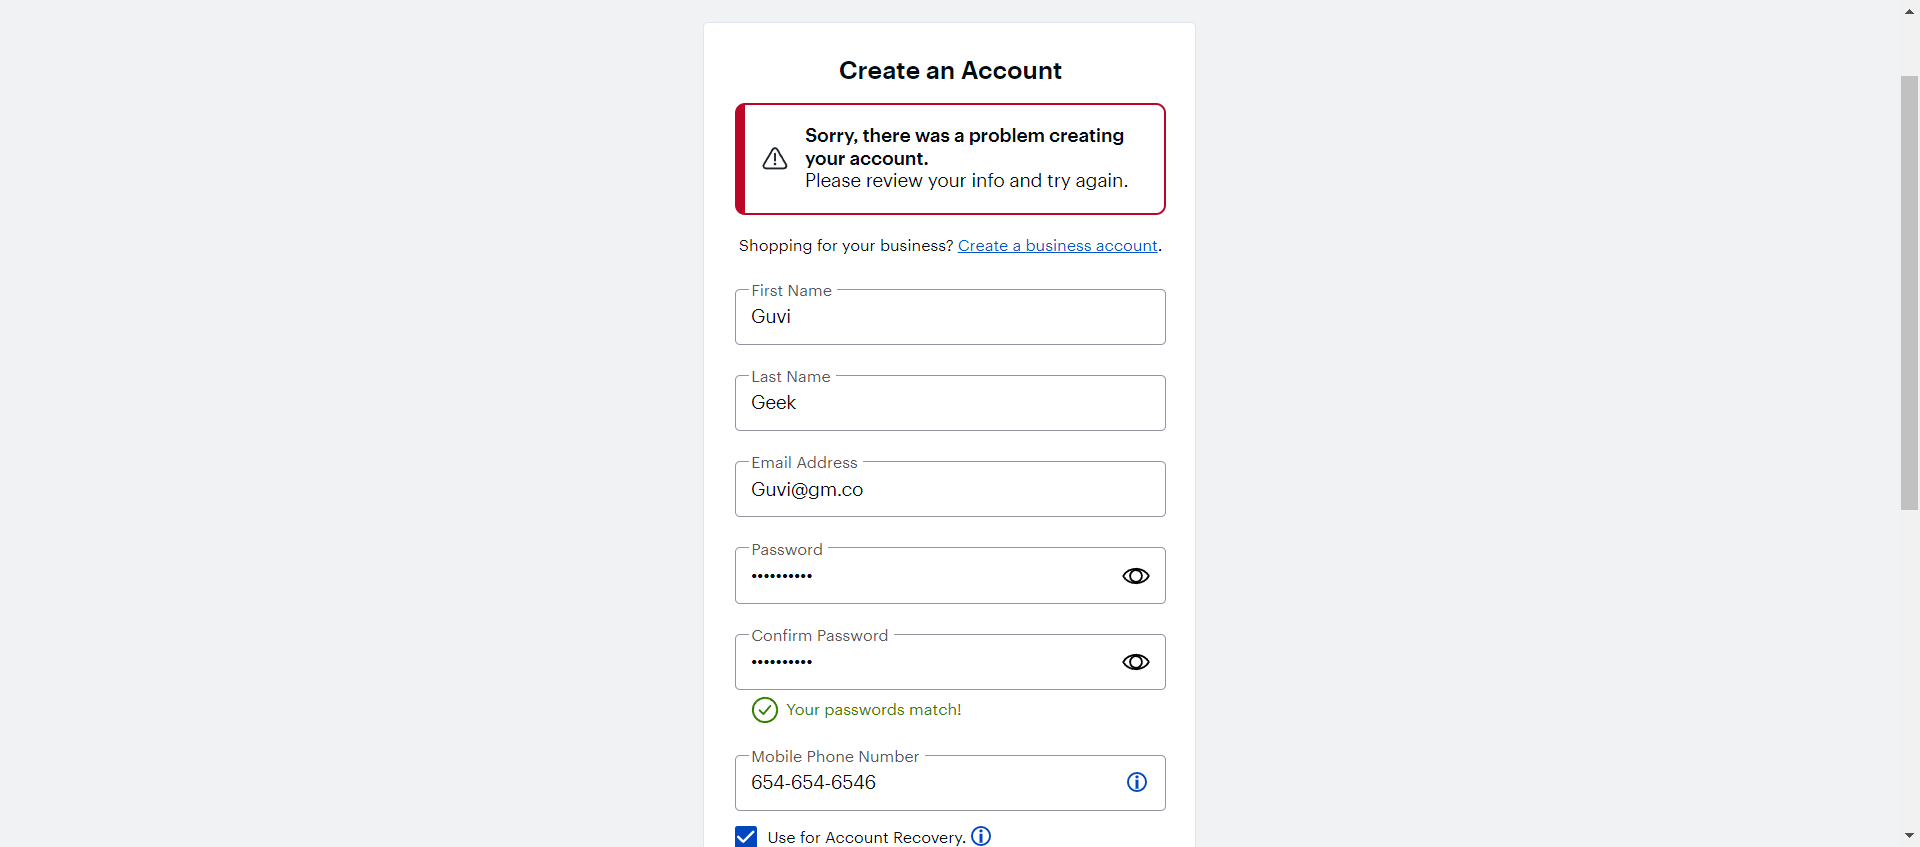 Create an Account
Sorry, there was a problem creating
your account.
Please review your info and try again.
Shopping for your business? Create a business account.
First Name
Guvi
Last Name
Geek
Email Address
Guvi@gm.co
Password
••••••••••
Confirm Password
••••••••••
Your passwords match!
Mobile Phone Number
654-654-6546
Use for Account Recovery.